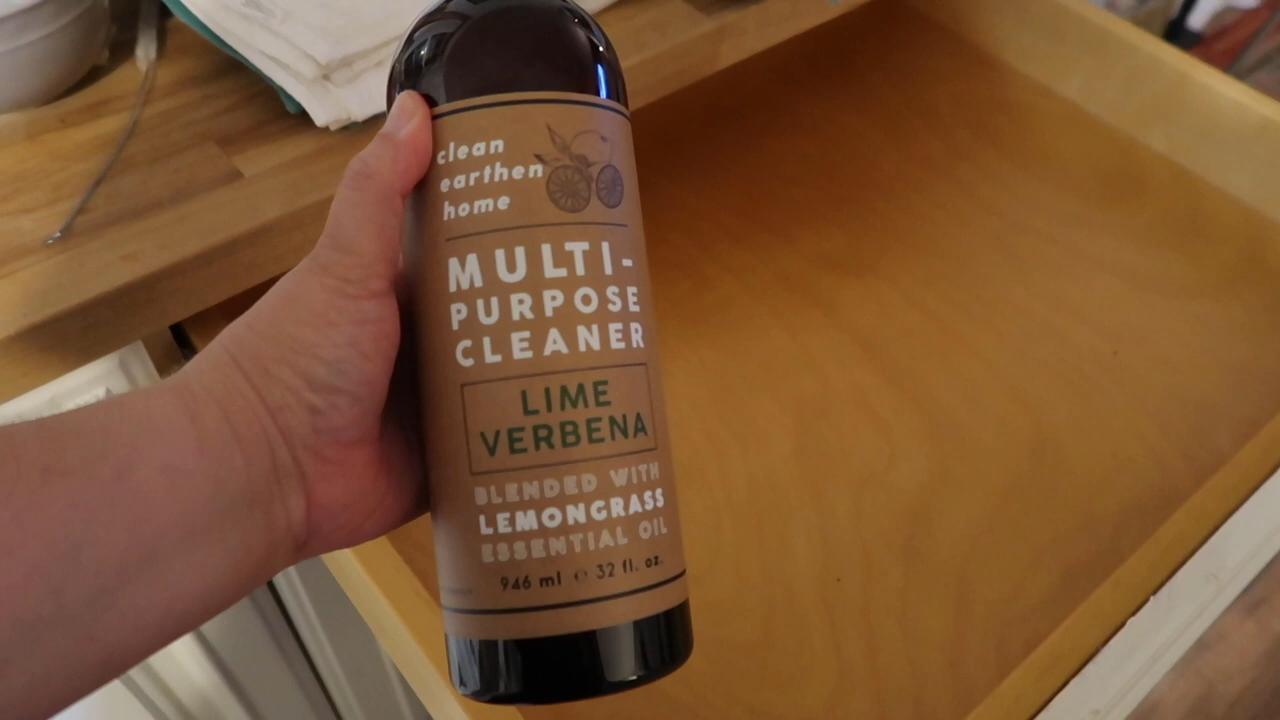 clean
earthen
home
MULTI-
PURPOSE
CLEANER
LIME
VERBENA
BLENDED WITH
LEMONGRASS
ESSENTIAL OIL
946 ml e 32 fl. oz.